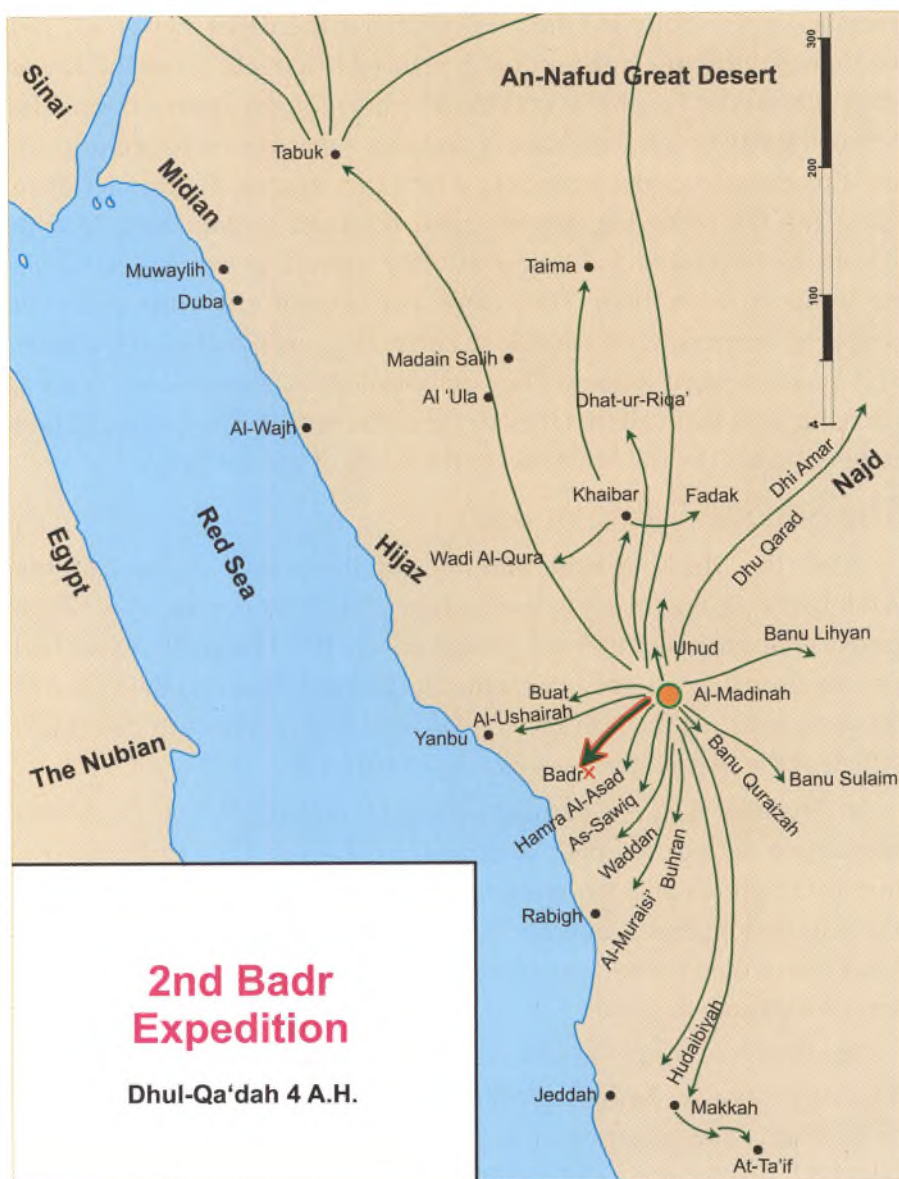 Sinai
An-Nafud Great Desert
300
Tabuk
200
Midian
Muwaylih
Taima
Duba
100
Madain Salih
Al ‘Ula
Dhat-ur-Riqa’
Al-Wajh
Dhi Amar
Najd
Khaibar
Fadak
Red Sea
Hijaz
Egypt
Wadi Al-Qura
Dhu Qarad
Uhud
Banu Lihyan
Buat
Al-Madinah
Al-Ushairah
Yanbu
The Nubian
Badr
Banu Quraizah
Banu Sulaim
Hamra Al-Asad
As-Sawiq
Waddan
Buhran
Rabigh
Al-Muraisi’
2nd Badr
Expedition
Hudaibiyah
Dhul-Qa‘dah 4 A.H.
Jeddah
Makkah
At-Ta’if